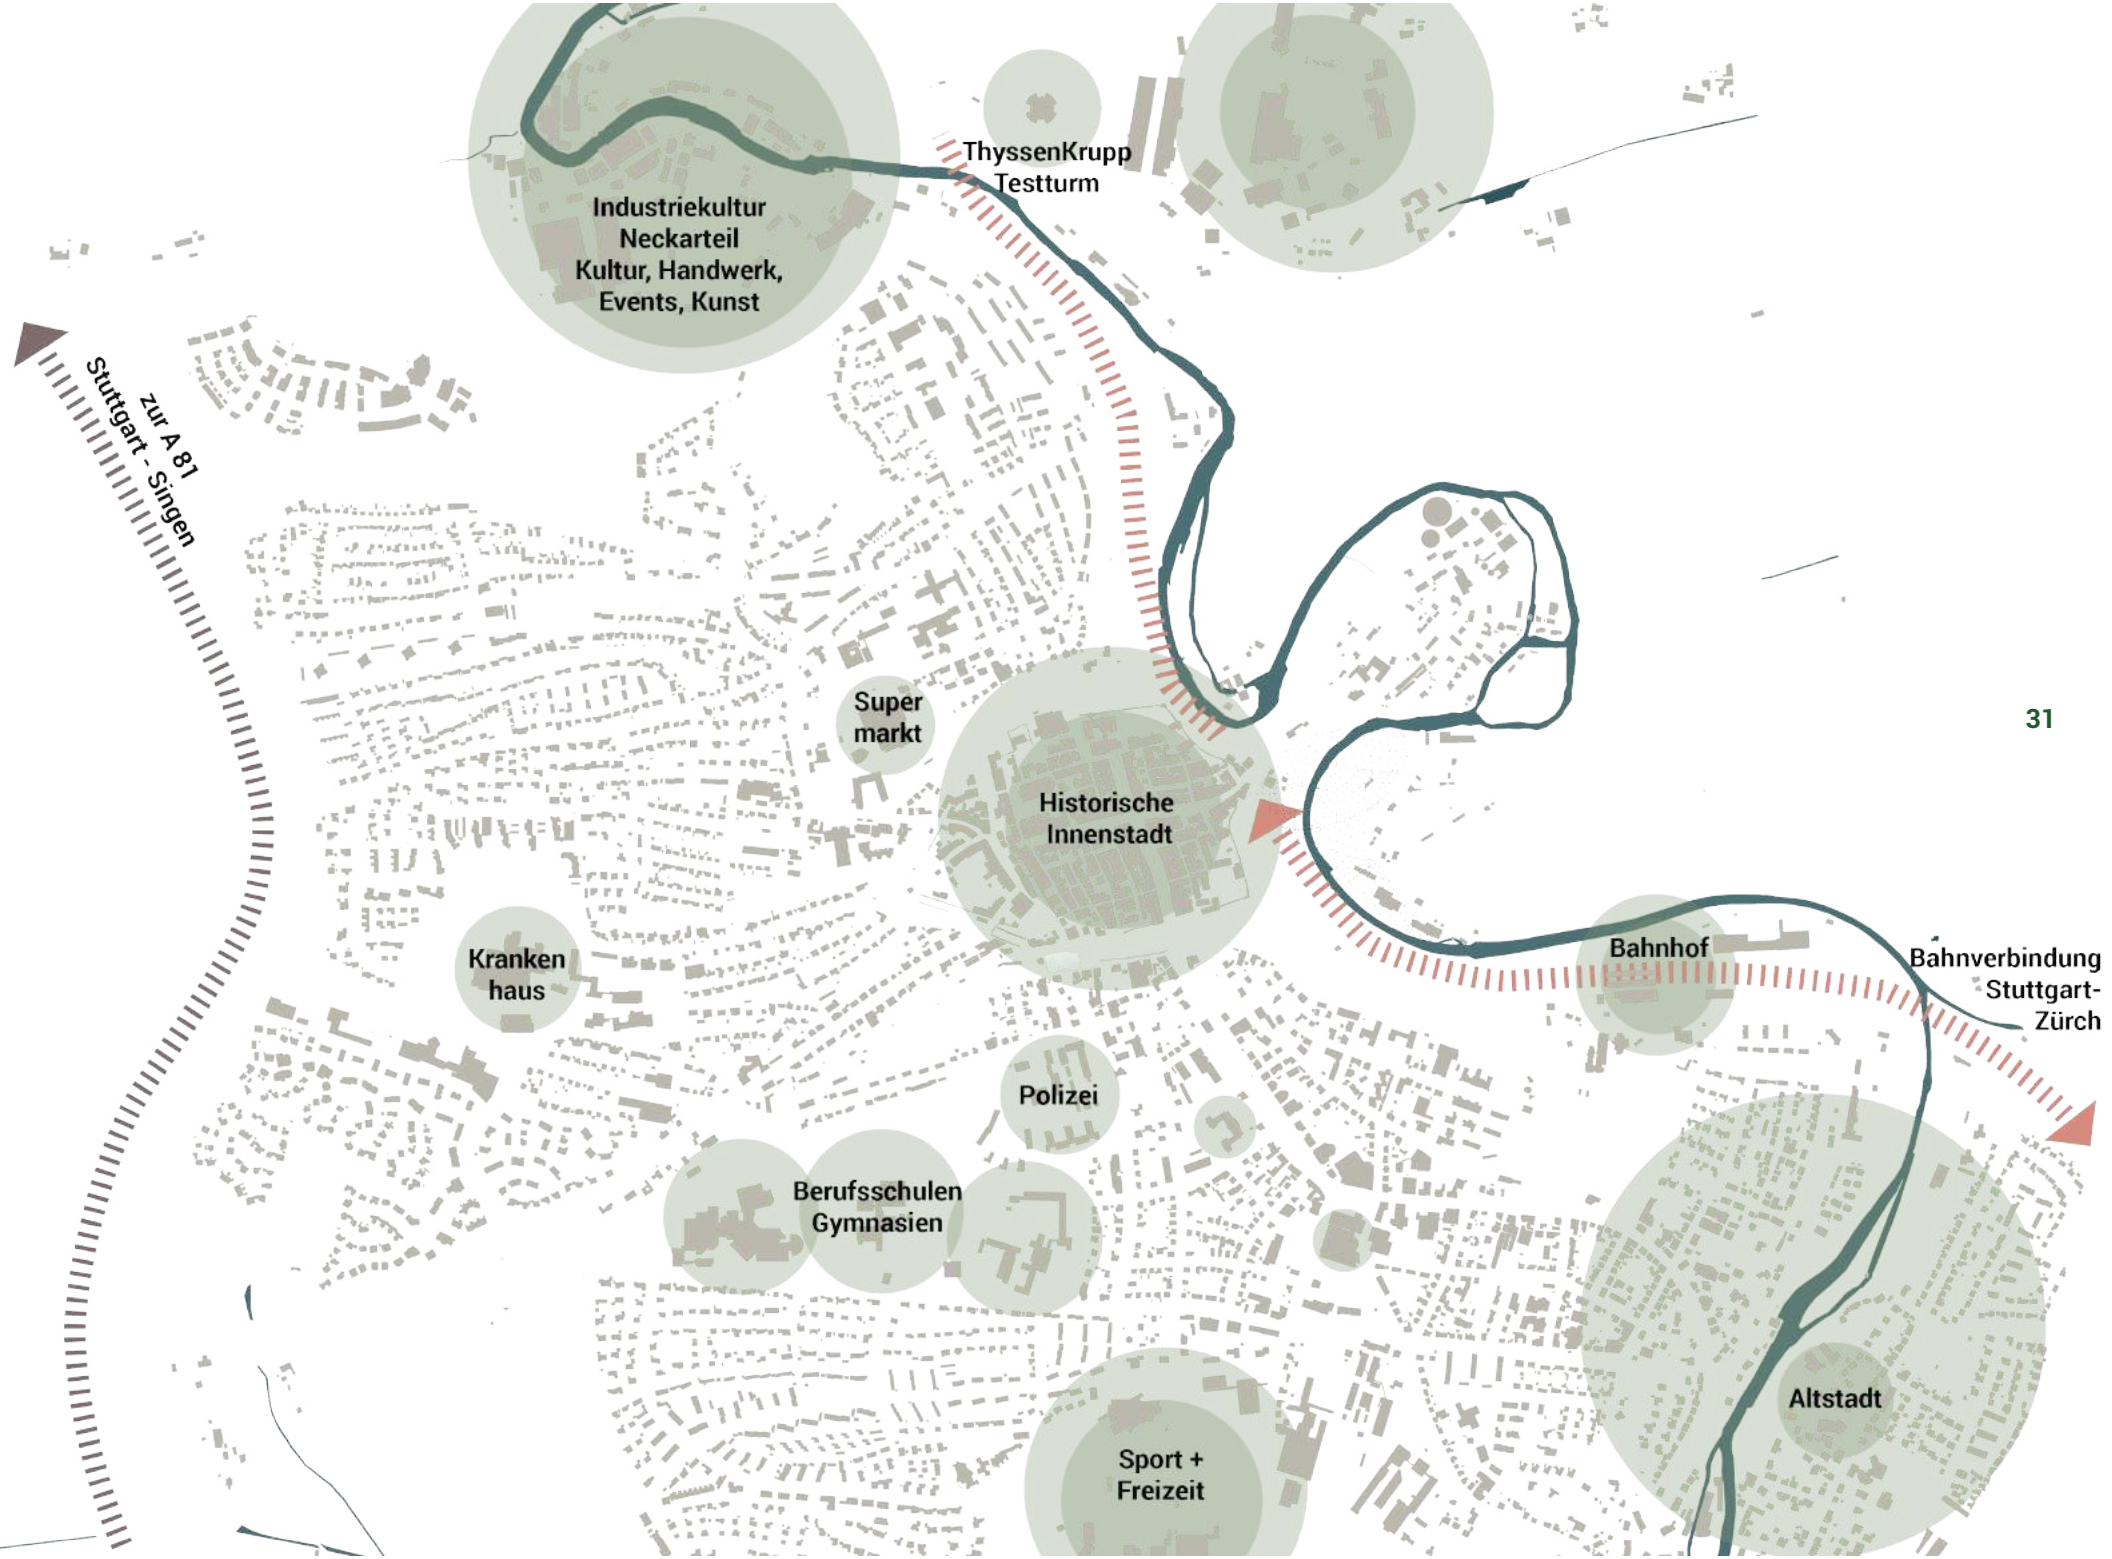 ThyssenKrupp
Testturm
Industriekultur
Neckarteil
Kultur, Handwerk,
Events, Kunst
zur A 81
Stuttgart - Singen
Super
markt
31
Historische
Innenstadt
Kranken
haus
Bahnhof
Bahnverbindung
Stuttgart-
Zürch
Polizei
Berufsschulen
Gymnasien
Altstadt
Sport +
Freizeit